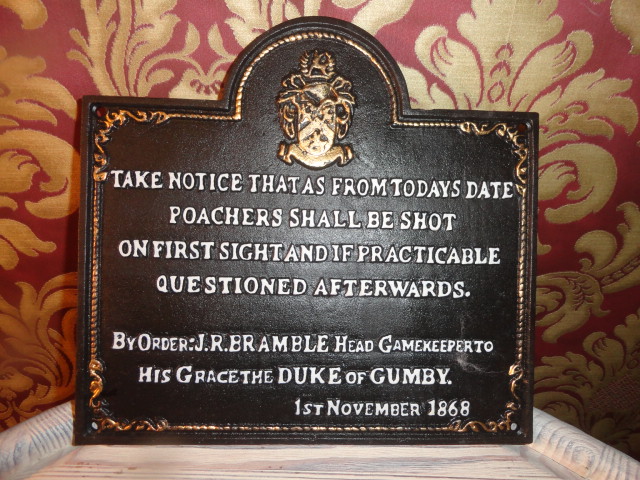 TAKE NOTICE THAT AS FROM TODAYS DATE
POACHERS SHALL BE SHOT
ON FIRST SIGHT AND IF PRACTICABLE
QUESTIONED AFTERWARDS.
BY ORDER: J.R. BRAMBLE HEAD GAMEKEEPER TO
HIS GRACE THE DUKE OF GUMBY.
1ST NOVEMBER 1868